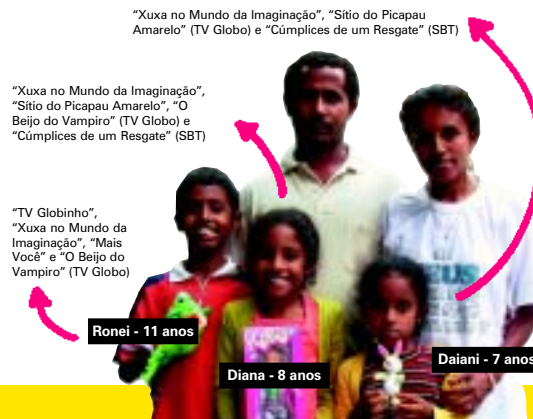 “Xuxa no Mundo da Imaginação”, “Sítio do Picapau
Amarelo” (TV Globo) e “Cúmplices de um Resgate” (SBT)
“Xuxa no Mundo da Imaginação”,
“Sítio do Picapau Amarelo”, “O
Beijo do Vampiro” (TV Globo) e
“Cúmplices de um Resgate” (SBT)
“TV Globinho”,
“Xuxa no Mundo da
Imaginação”, “Mais
Você” e “O Beijo do
Vampiro” (TV Globo)
Ronei - 11 anos
Diana - 8 anos
Daiani - 7 anos